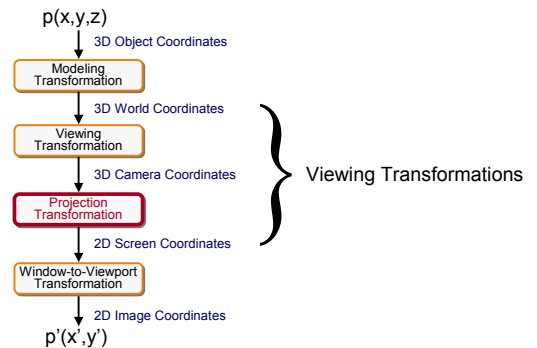 p(x,y,z)
3D Object Coordinates
Modeling
Transformation
3D World Coordinates
Viewing
Transformation
3D Camera Coordinates
Viewing Transformations
Projection
Transformation
2D Screen Coordinates
Window-to-Viewport
Transformation
2D Image Coordinates
p’(x’,y’)